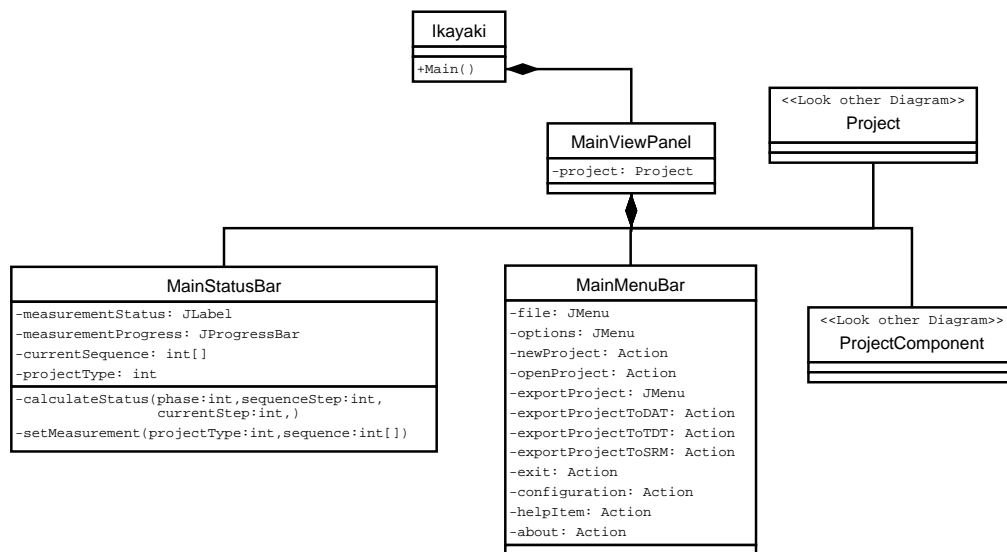 Ikayaki
+Main()
<<Look other Diagram>>
Project
MainViewPanel
-project: Project
MainStatusBar
-measurementStatus: JLabel
-measurementProgress: JProgressBar
-currentSequence: int[]
-projectType: int
-calculateStatus(phase:int,sequenceStep:int,
currentStep:int,)
-setMeasurement(projectType:int,sequence:int[])
MainMenuBar
-file: JMenu
-options: JMenu
-newProject: Action
-openProject: Action
-exportProject: JMenu
-exportProjectToDAT: Action
-exportProjectToTDT: Action
-exportProjectToSRM: Action
-exit: Action
-configuration: Action
-helpItem: Action
-about: Action
<<Look other Diagram>>
ProjectComponent